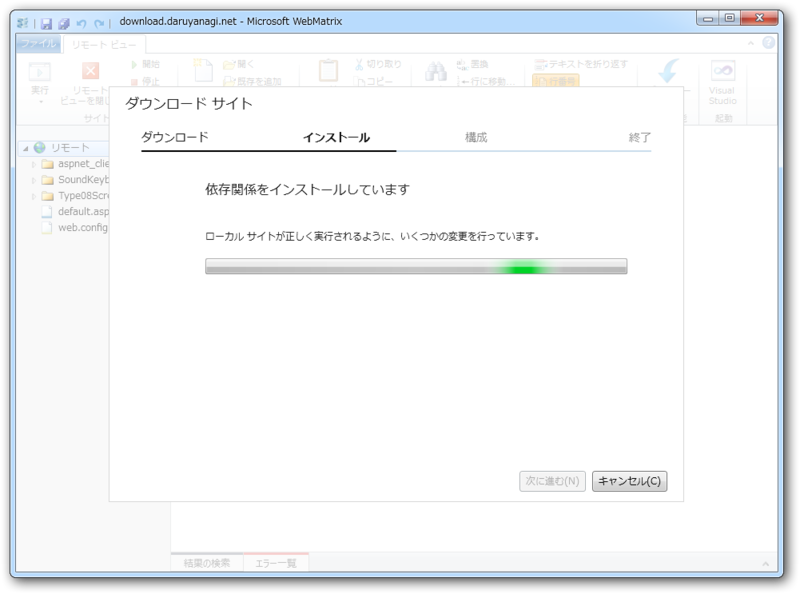 download.daruyanagi.net - Microsoft WebMatrix
ファイル リモート ビュー
実行
リモート
ビューを閉じ
開始
停止
開く
既存を追加
切り取り
コピー
置換
行に移動
テキストを折り返す
行番号
Visual
Studio
サイト
起動
ダウンロード サイト
ダウンロード インストール 構成 終了
リモート
aspnet_clie
SoundKeyb
Type08Scr
default.asp
web.config
依存関係をインストールしています
ローカル サイトが正しく実行されるように、いくつかの変更を行っています。
次に進む(N) キャンセル(C)
結果の検索 エラー一覧